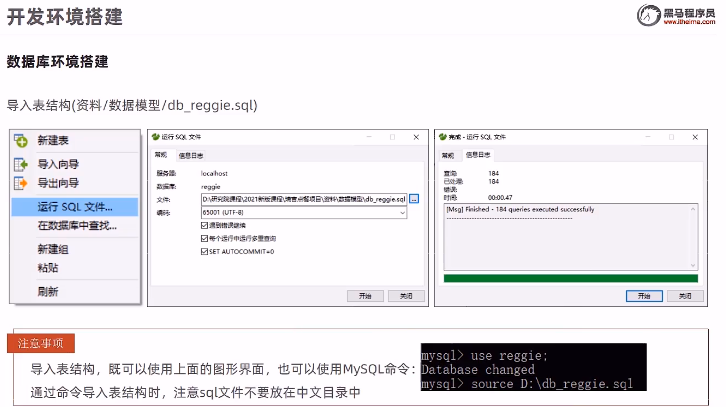 开发环境搭建
黑马程序员
www.itheima.com
数据库环境搭建
导入表结构(资料/数据模型/db_reggie.sql)
新建表
导入向导
导出向导
运行 SQL 文件...
在数据库中查找...
新建组
粘贴
刷新
运行 SQL 文件
常规 信息日志
服务器: localhost
数据库: reggie
文件: D:\研究院课程\2021新版课程\瑞吉点餐项目\资料\数据模型\db_reggie.sql ...
编码: 65001 (UTF-8)
遇到错误继续
每个运行中运行多重查询
SET AUTOCOMMIT=0
开始 关闭
完成 - 运行 SQL 文件
常规 信息日志
查询: 184
已处理: 184
错误:
时间: 00:00.47
[Msg] Finished - 184 queries executed successfully
--------------------------------------------------
开始 关闭
注意事项
导入表结构，既可以使用上面的图形界面，也可以使用MySQL命令：
通过命令导入表结构时，注意sql文件不要放在中文目录中
mysql> use reggie;
Database changed
mysql> source D:\db_reggie.sql